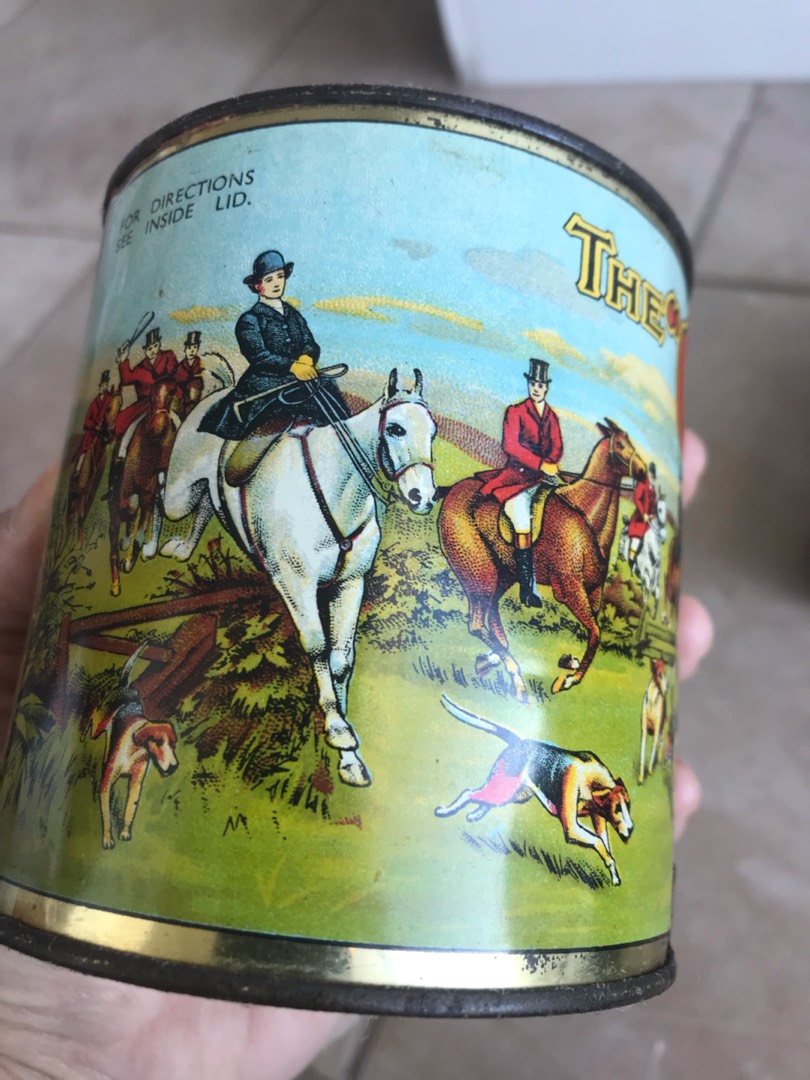 FOR DIRECTIONS
SEE INSIDE LID.
THE